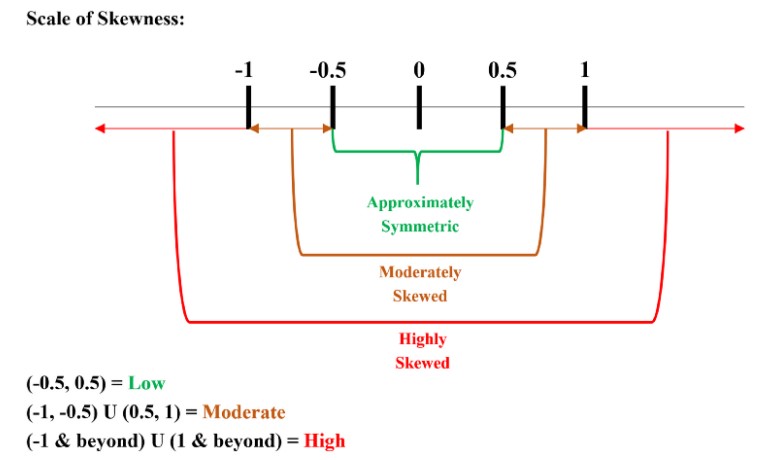 Scale of Skewness:
-1 -0.5 0 0.5 1
Approximately
Symmetric
Moderately
Skewed
Highly
Skewed
(-0.5, 0.5) = Low
(-1, -0.5) U (0.5, 1) = Moderate
(-1 & beyond) U (1 & beyond) = High